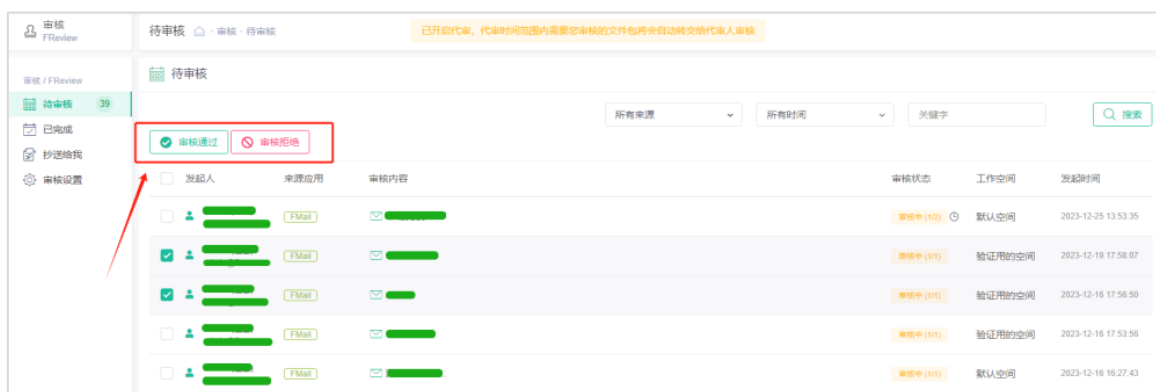 审核
FReview
待审核 审核 · 待审核
已开启代审，代审时间范围内需要您审核的文件包将会自动转交给代审人审核
审核 / FReview
待审核 39
已完成
抄送给我
审核设置
待审核
所有来源 所有时间 关键字 搜索
审核通过 审核拒绝
发起人 来源应用 审核内容 审核状态 工作空间 发起时间
FMail 审核中 (1/2) 默认空间 2023-12-25 13:53:35
FMail 审核中 (1/1) 验证用的空间 2023-12-19 17:58:07
FMail 审核中 (1/1) 验证用的空间 2023-12-16 17:56:50
FMail 审核中 (1/1) 验证用的空间 2023-12-16 17:53:56
FMail 审核中 (1/1) 默认空间 2023-12-16 16:27:43